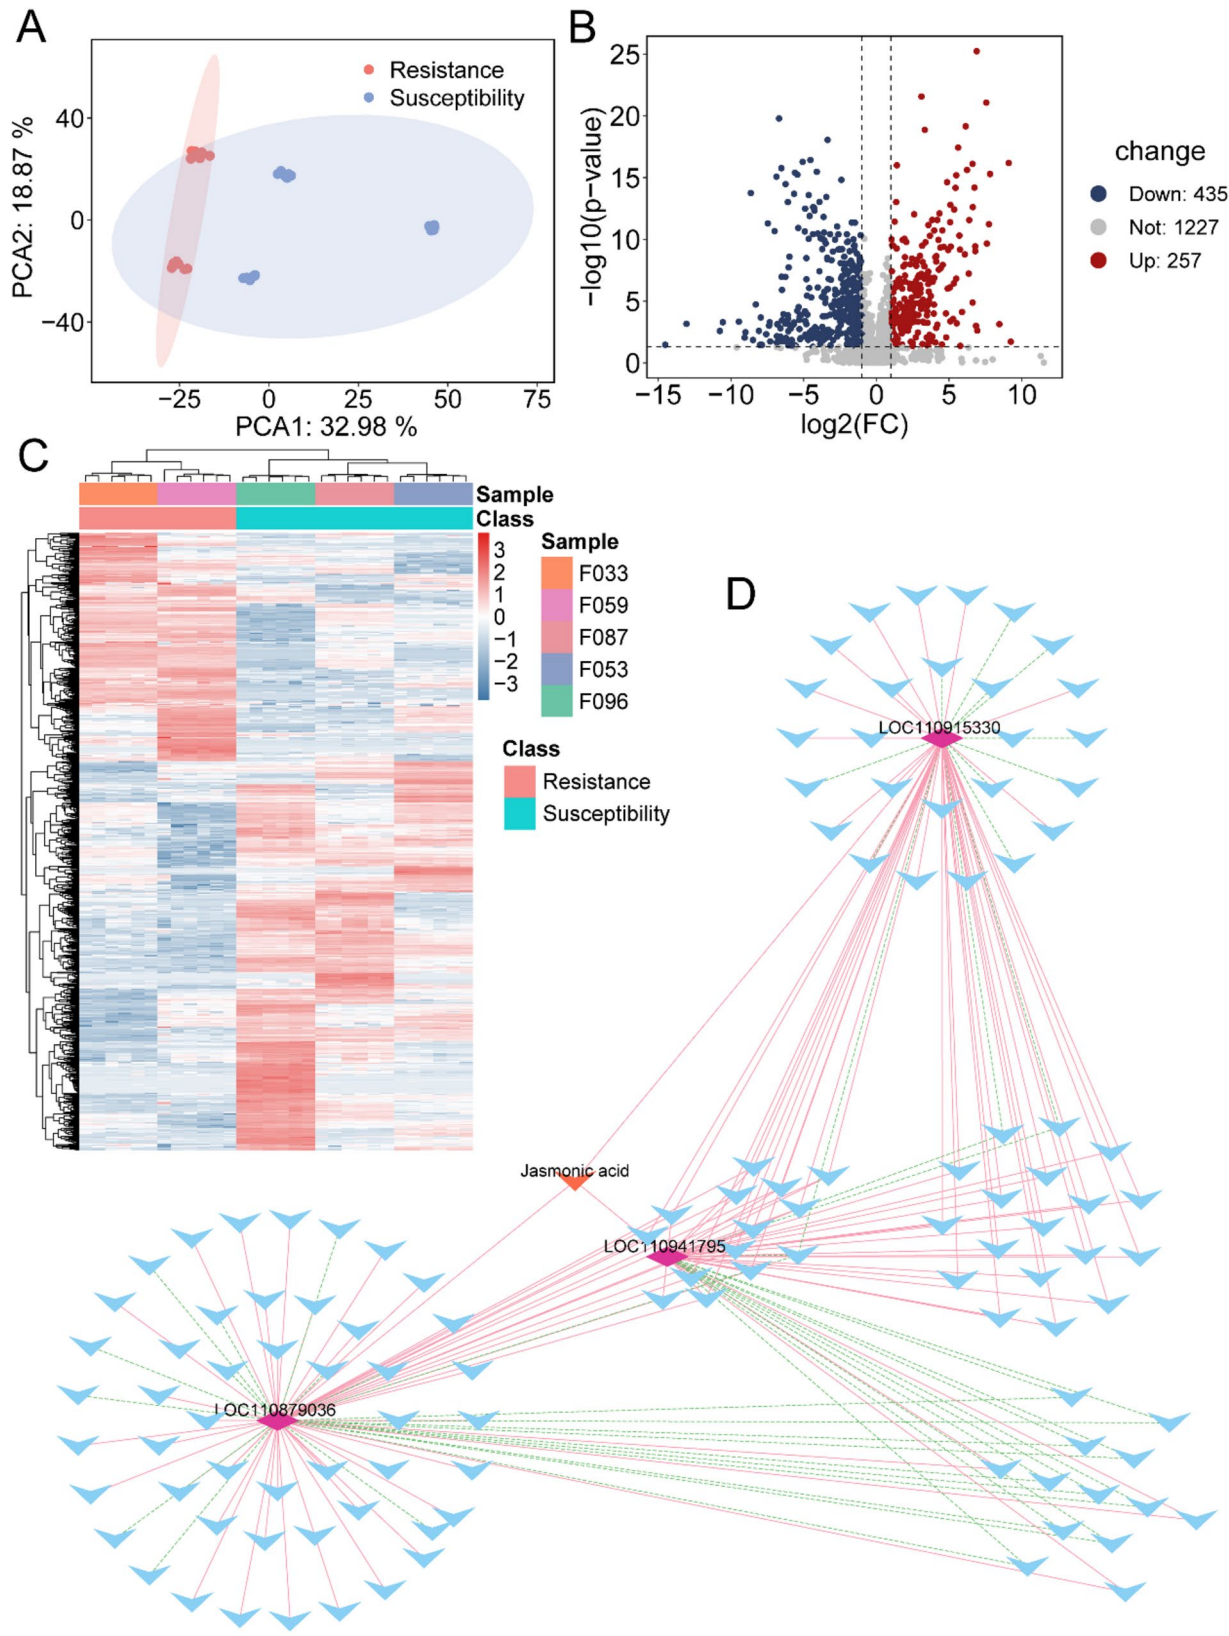 A
Resistance
Susceptibility
40
0
−40
PCA2: 18.87 %
−25
0
25
50
75
PCA1: 32.98 %
B
25
20
15
10
5
0
−log10(p−value)
−15
−10
−5
0
5
10
log2(FC)
change
Down: 435
Not: 1227
Up: 257
C
Sample
Class
3
2
1
0
−1
−2
−3
Sample
F033
F059
F087
F053
F096
Class
Resistance
Susceptibility
D
LOC110915330
Jasmonic acid
LOC110941795
LOC110879036